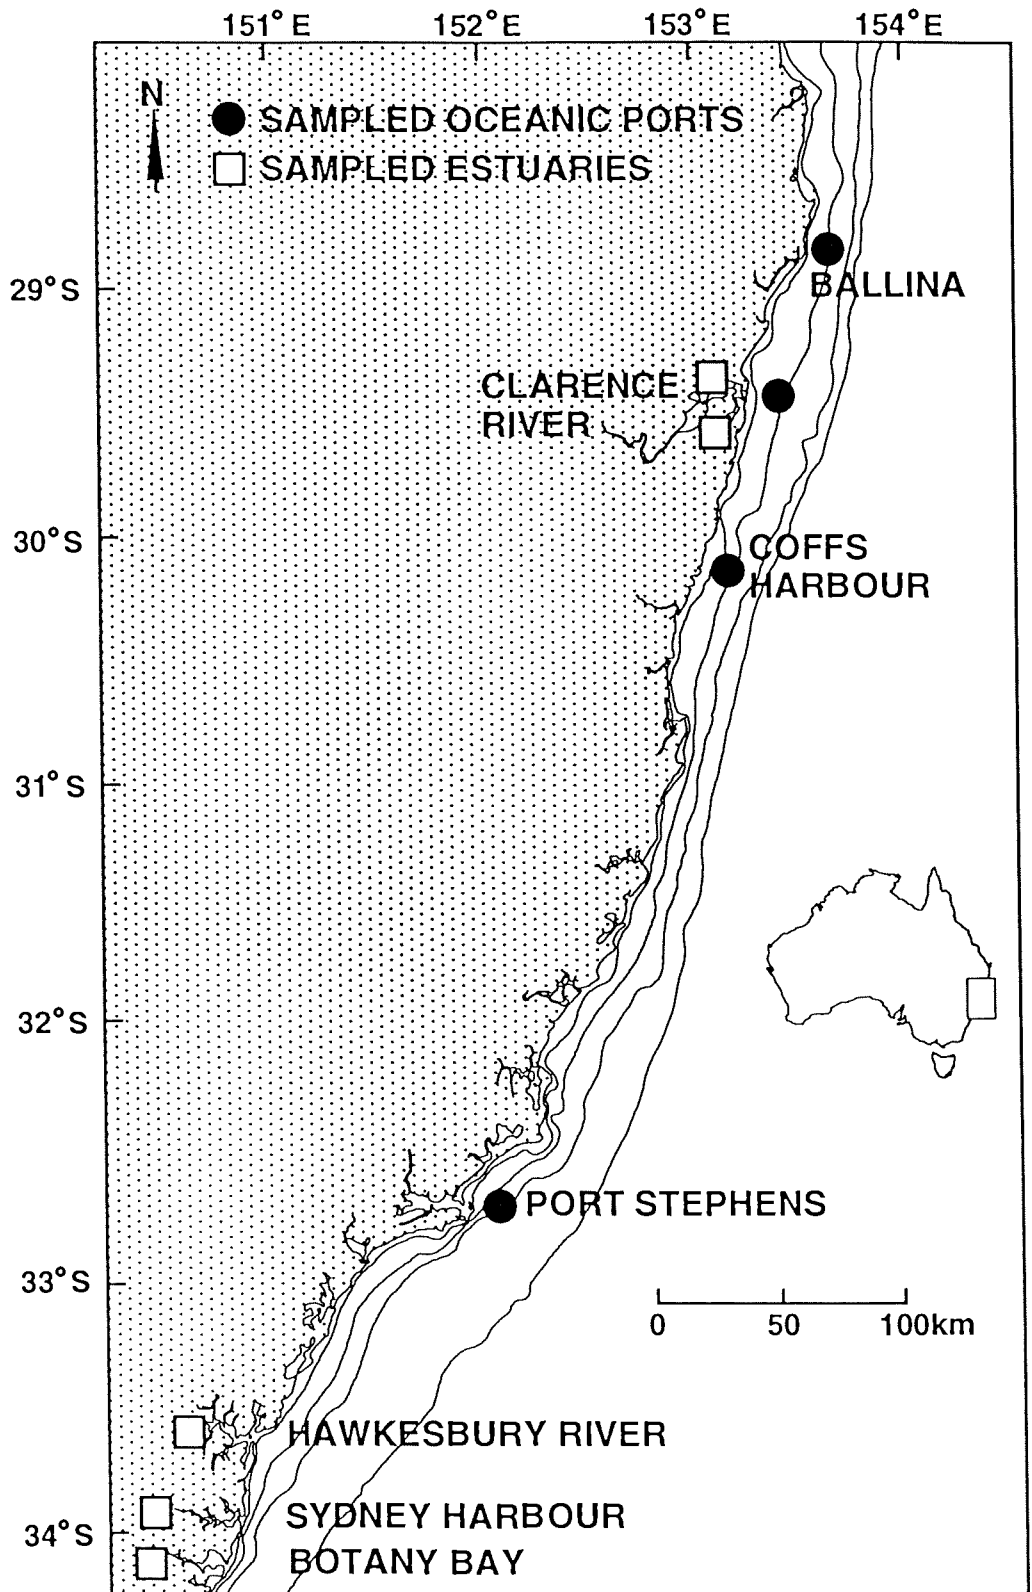 151°E 152°E 153°E 154°E
N
SAMPLED OCEANIC PORTS
SAMPLED ESTUARIES
29°S
BALLINA
CLARENCE
RIVER
30°S
COFFS
HARBOUR
31°S
32°S
PORT STEPHENS
33°S
0 50 100km
HAWKESBURY RIVER
SYDNEY HARBOUR
34°S
BOTANY BAY